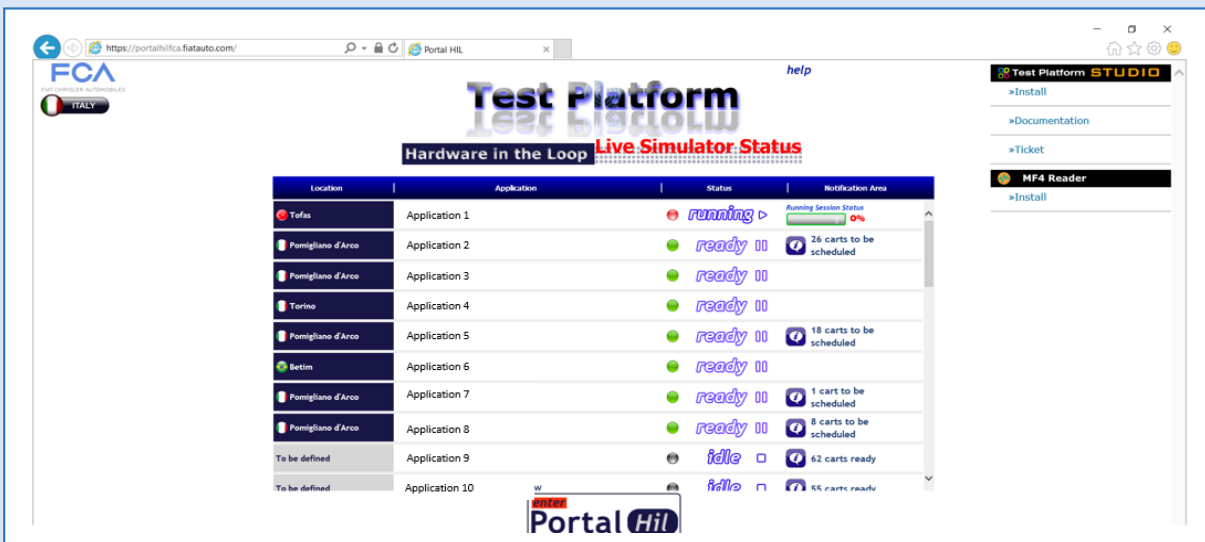 https://portalhilfca.fiatauto.com/
Portal HIL
FCA
FIAT CHRYSLER AUTOMOBILES
ITALY
help
Test Platform
Hardware in the Loop
Live Simulator Status
Test Platform STUDIO
»Install
»Documentation
»Ticket
MF4 Reader
»Install
Location | Application | Status | Notification Area
Tofas Application 1 running Running Session Status 0%
Pomigliano d'Arco Application 2 ready 26 carts to be
scheduled
Pomigliano d'Arco Application 3 ready
Torino Application 4 ready
Pomigliano d'Arco Application 5 ready 18 carts to be
scheduled
Betim Application 6 ready
Pomigliano d'Arco Application 7 ready 1 cart to be
scheduled
Pomigliano d'Arco Application 8 ready 8 carts to be
scheduled
To be defined Application 9 idle 62 carts ready
To be defined Application 10 idle 55 carts ready
w
enter
Portal Hil